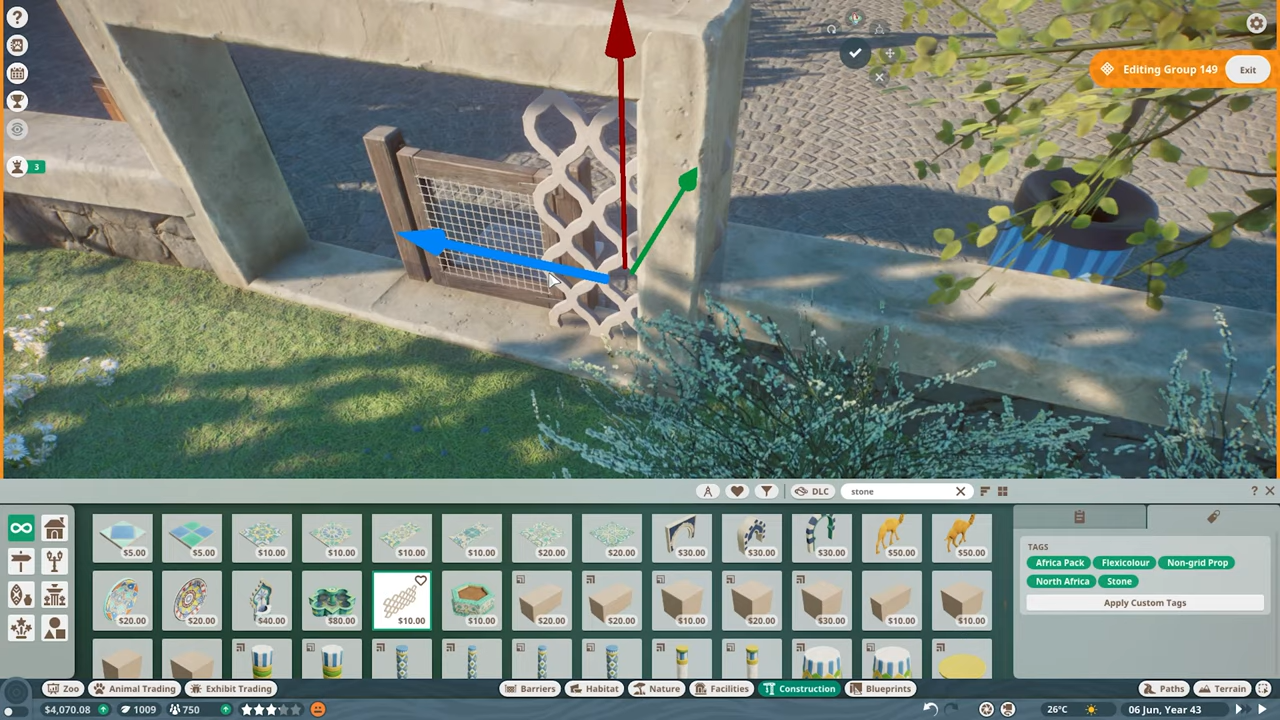 ?
3
Editing Group 149
Exit
DLC
stone
?
$5.00
$5.00
$10.00
$10.00
$10.00
$10.00
$20.00
$20.00
$30.00
$30.00
$30.00
$50.00
$50.00
$20.00
$20.00
$40.00
$80.00
$10.00
$10.00
$20.00
$20.00
$10.00
$20.00
$30.00
$10.00
$10.00
TAGS
Africa Pack
Flexicolour
Non-grid Prop
North Africa
Stone
Apply Custom Tags
Zoo
Animal Trading
Exhibit Trading
Barriers
Habitat
Nature
Facilities
Construction
Blueprints
Paths
Terrain
$4,070.08
1009
750
26°C
06 Jun, Year 43